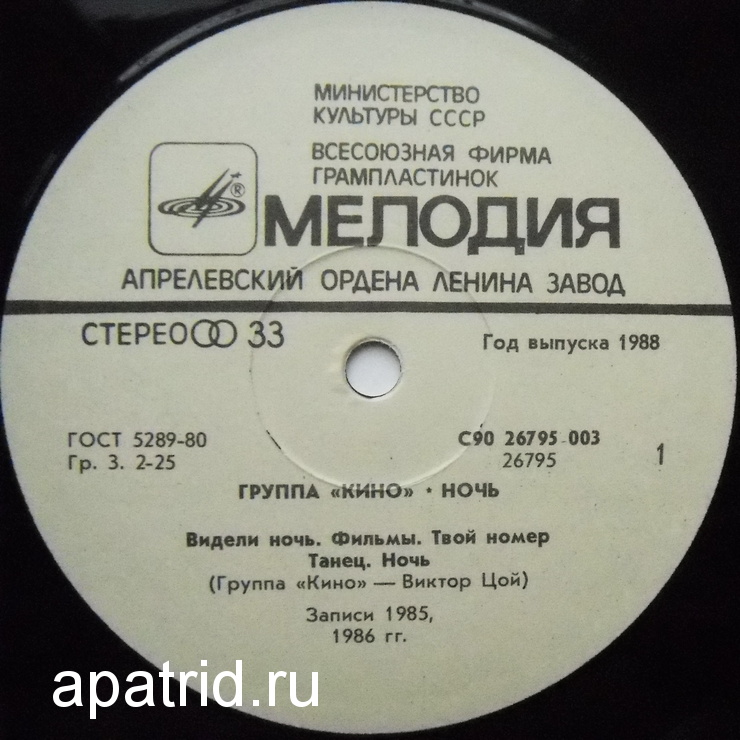 МИНИСТЕРСТВО
КУЛЬТУРЫ СССР
ВСЕСОЮЗНАЯ ФИРМА
ГРАМПЛАСТИНОК
®
МЕЛОДИЯ
АПРЕЛЕВСКИЙ ОРДЕНА ЛЕНИНА ЗАВОД
СТЕРЕО 33
Год выпуска 1988
ГОСТ 5289-80
Гр. 3. 2-25
С90 26795 003
26795
1
ГРУППА «КИНО» • НОЧЬ
Видели ночь. Фильмы. Твой номер
Танец. Ночь
(Группа «Кино» — Виктор Цой)
Записи 1985,
1986 гг.
apatrid.ru